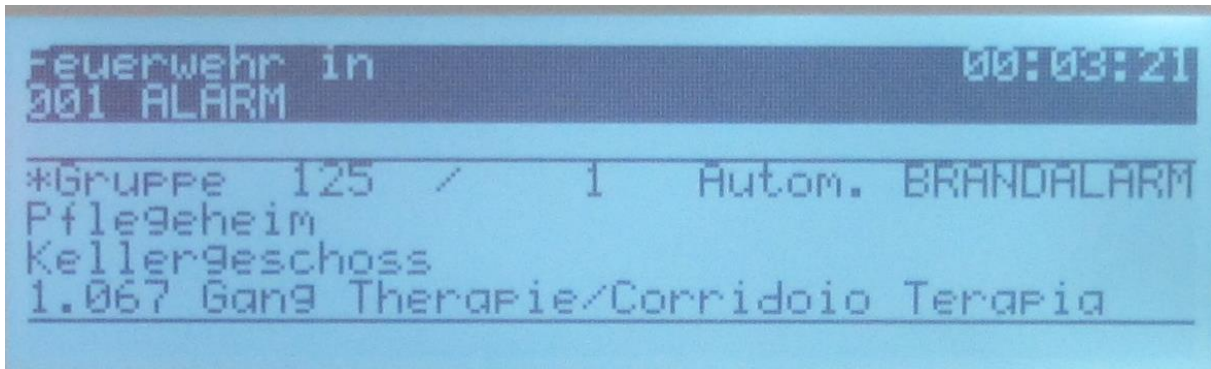 Feuerwehr in 00:03:21
001 ALARM
*Gruppe 125 / 1 Autom. BRANDALARM
Pflegeheim
Kellergeschoss
1.067 Gang Therapie/Corridoio Terapia